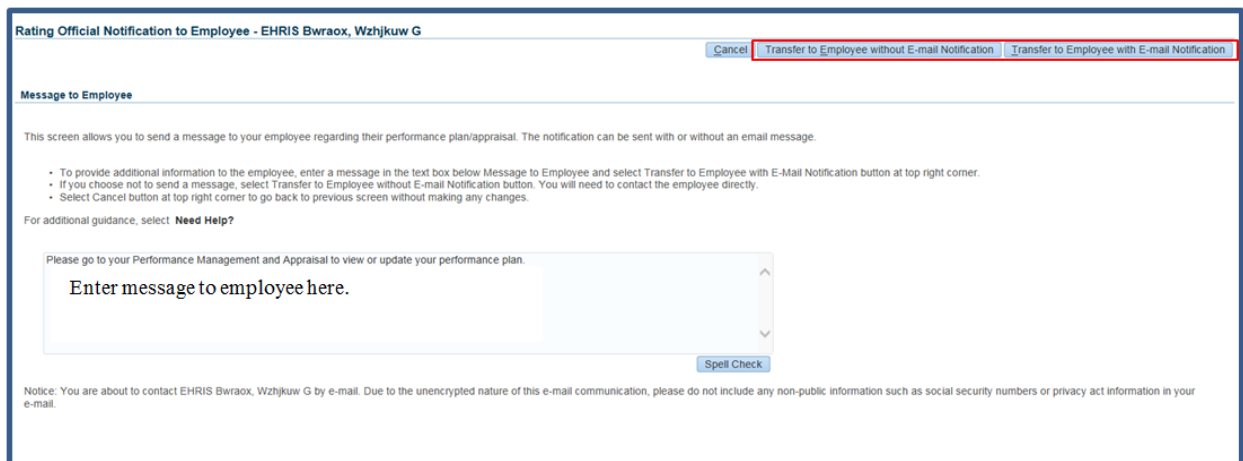 Rating Official Notification to Employee - EHRIS Bwraox, Wzhjkuw G
Cancel Transfer to Employee without E-mail Notification Transfer to Employee with E-mail Notification
Message to Employee
This screen allows you to send a message to your employee regarding their performance plan/appraisal. The notification can be sent with or without an email message.
• To provide additional information to the employee, enter a message in the text box below Message to Employee and select Transfer to Employee with E-Mail Notification button at top right corner.
• If you choose not to send a message, select Transfer to Employee without E-mail Notification button. You will need to contact the employee directly.
• Select Cancel button at top right corner to go back to previous screen without making any changes.
For additional guidance, select Need Help?
Please go to your Performance Management and Appraisal to view or update your performance plan.
Enter message to employee here.
Spell Check
Notice: You are about to contact EHRIS Bwraox, Wzhjkuw G by e-mail. Due to the unencrypted nature of this e-mail communication, please do not include any non-public information such as social security numbers or privacy act information in your
e-mail.